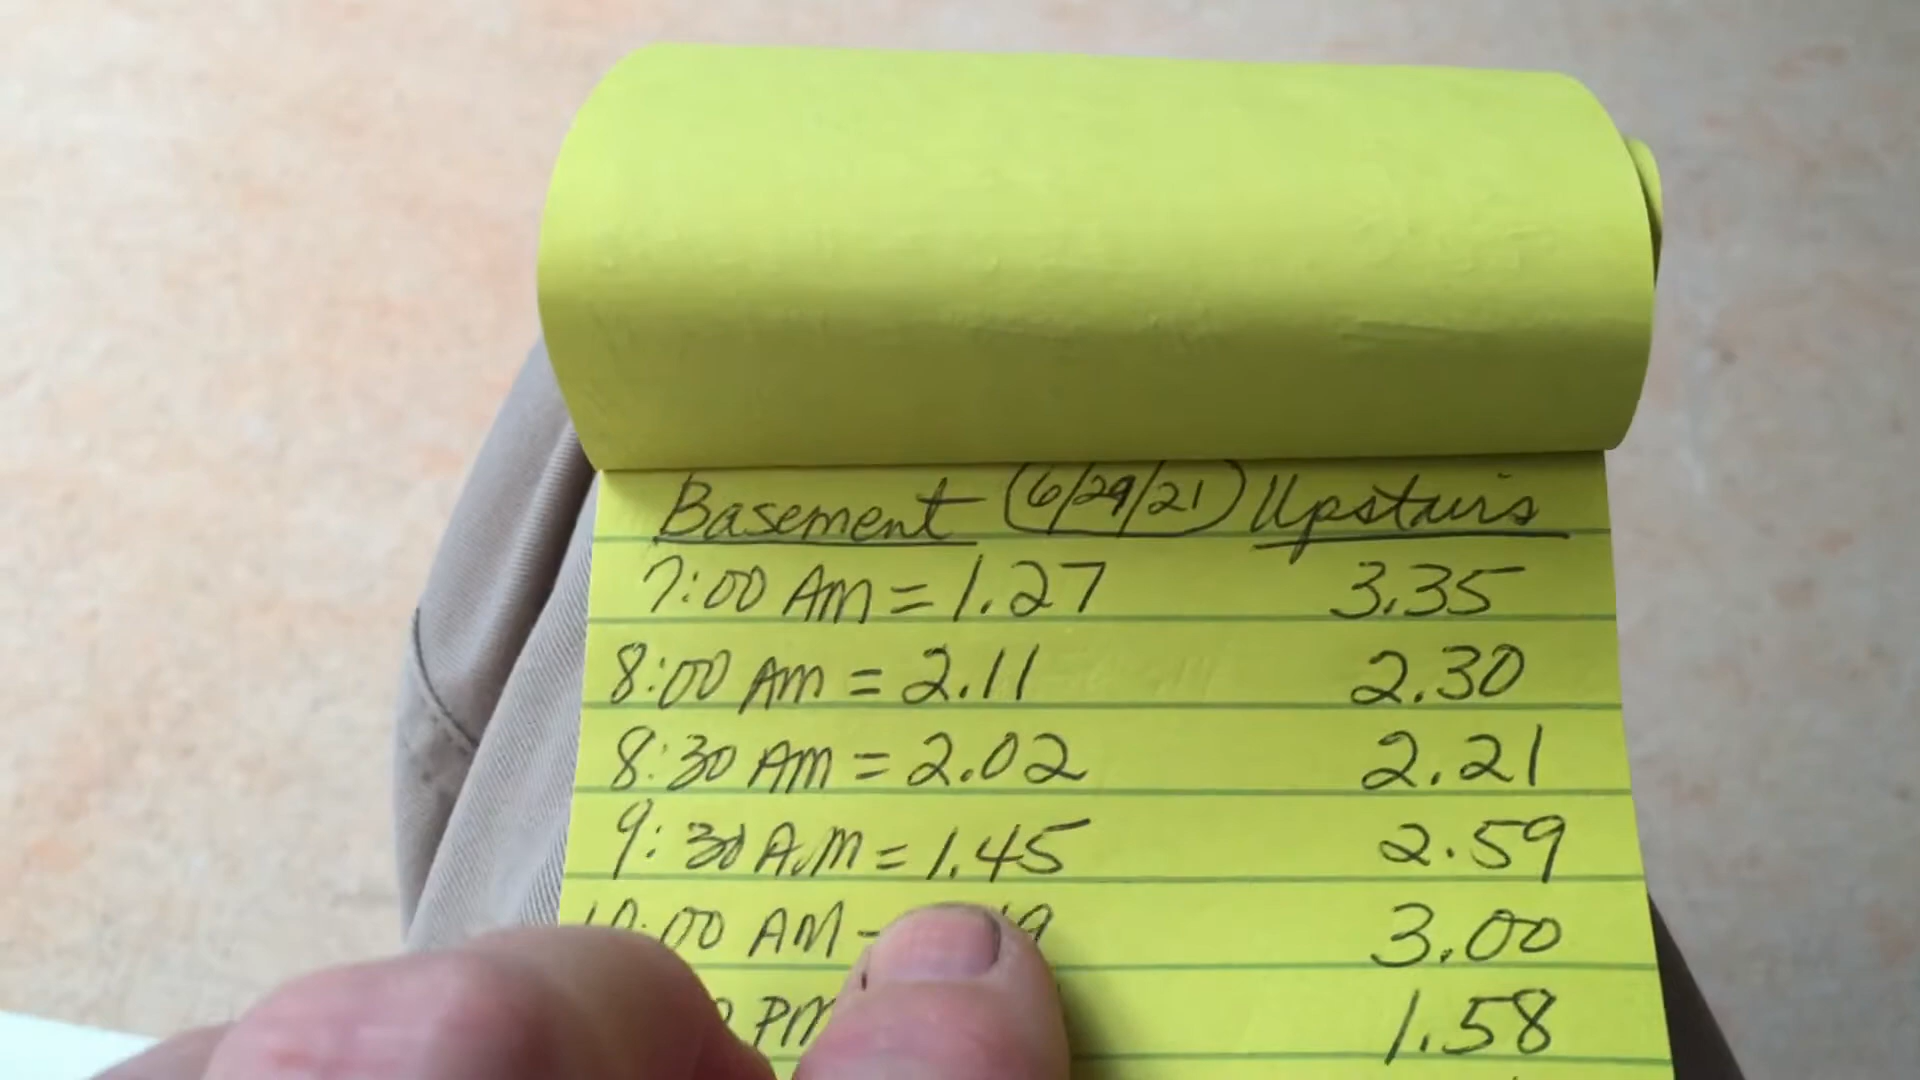 Basement (6/29/21) Upstairs
7:00 AM = 1.27 3.35
8:00 AM = 2.11 2.30
8:30 AM = 2.02 2.21
9:30 A.M = 1.45 2.59
10:00 AM 3.00
PM 1.58